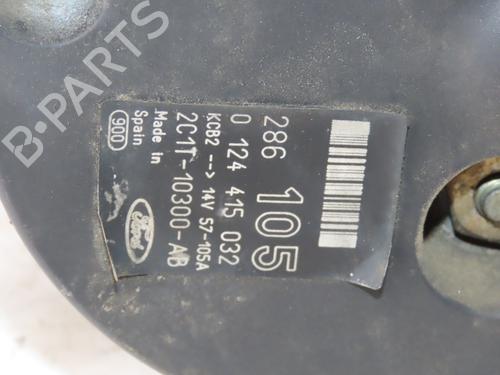 286 105
0 124 415 032
KCB2 --> 14V 57-105A
2C1T-10300-AB
Made in
Spain
900
Ford
B-PARTS